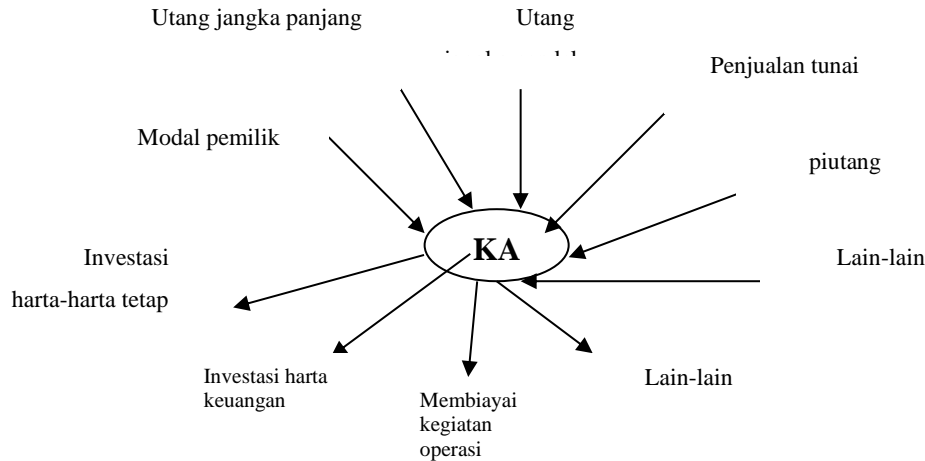 Utang jangka panjang
Utang
Penjualan tunai
Modal pemilik
piutang
KA
Investasi
harta-harta tetap
Lain-lain
Investasi harta
keuangan
Membiayai
kegiatan
operasi
Lain-lain